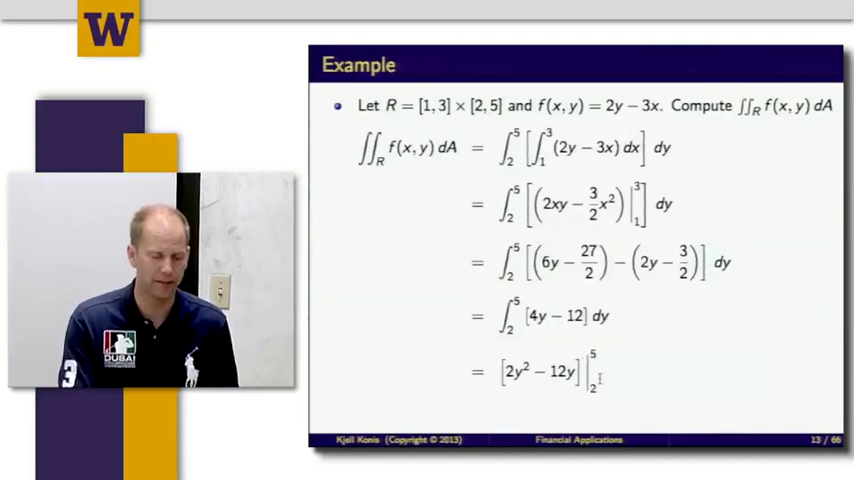 W
Example
Let R = [1, 3] × [2, 5] and f(x, y) = 2y − 3x. Compute ∬_R f(x, y) dA
∬_R f(x, y) dA = ∫_2^5 [∫_1^3 (2y − 3x) dx] dy
= ∫_2^5 [(2xy − 3/2 x²) |_1^3] dy
= ∫_2^5 [(6y − 27/2) − (2y − 3/2)] dy
= ∫_2^5 [4y − 12] dy
= [2y² − 12y] |_2^5
DUBAI
3
Kjell Konis (Copyright © 2013) Financial Applications 13 / 66